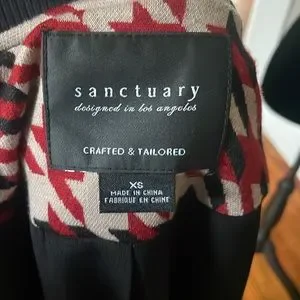 sanctuary
designed in los angeles
CRAFTED & TAILORED
XS
MADE IN CHINA
FABRIQUÉ EN CHINE